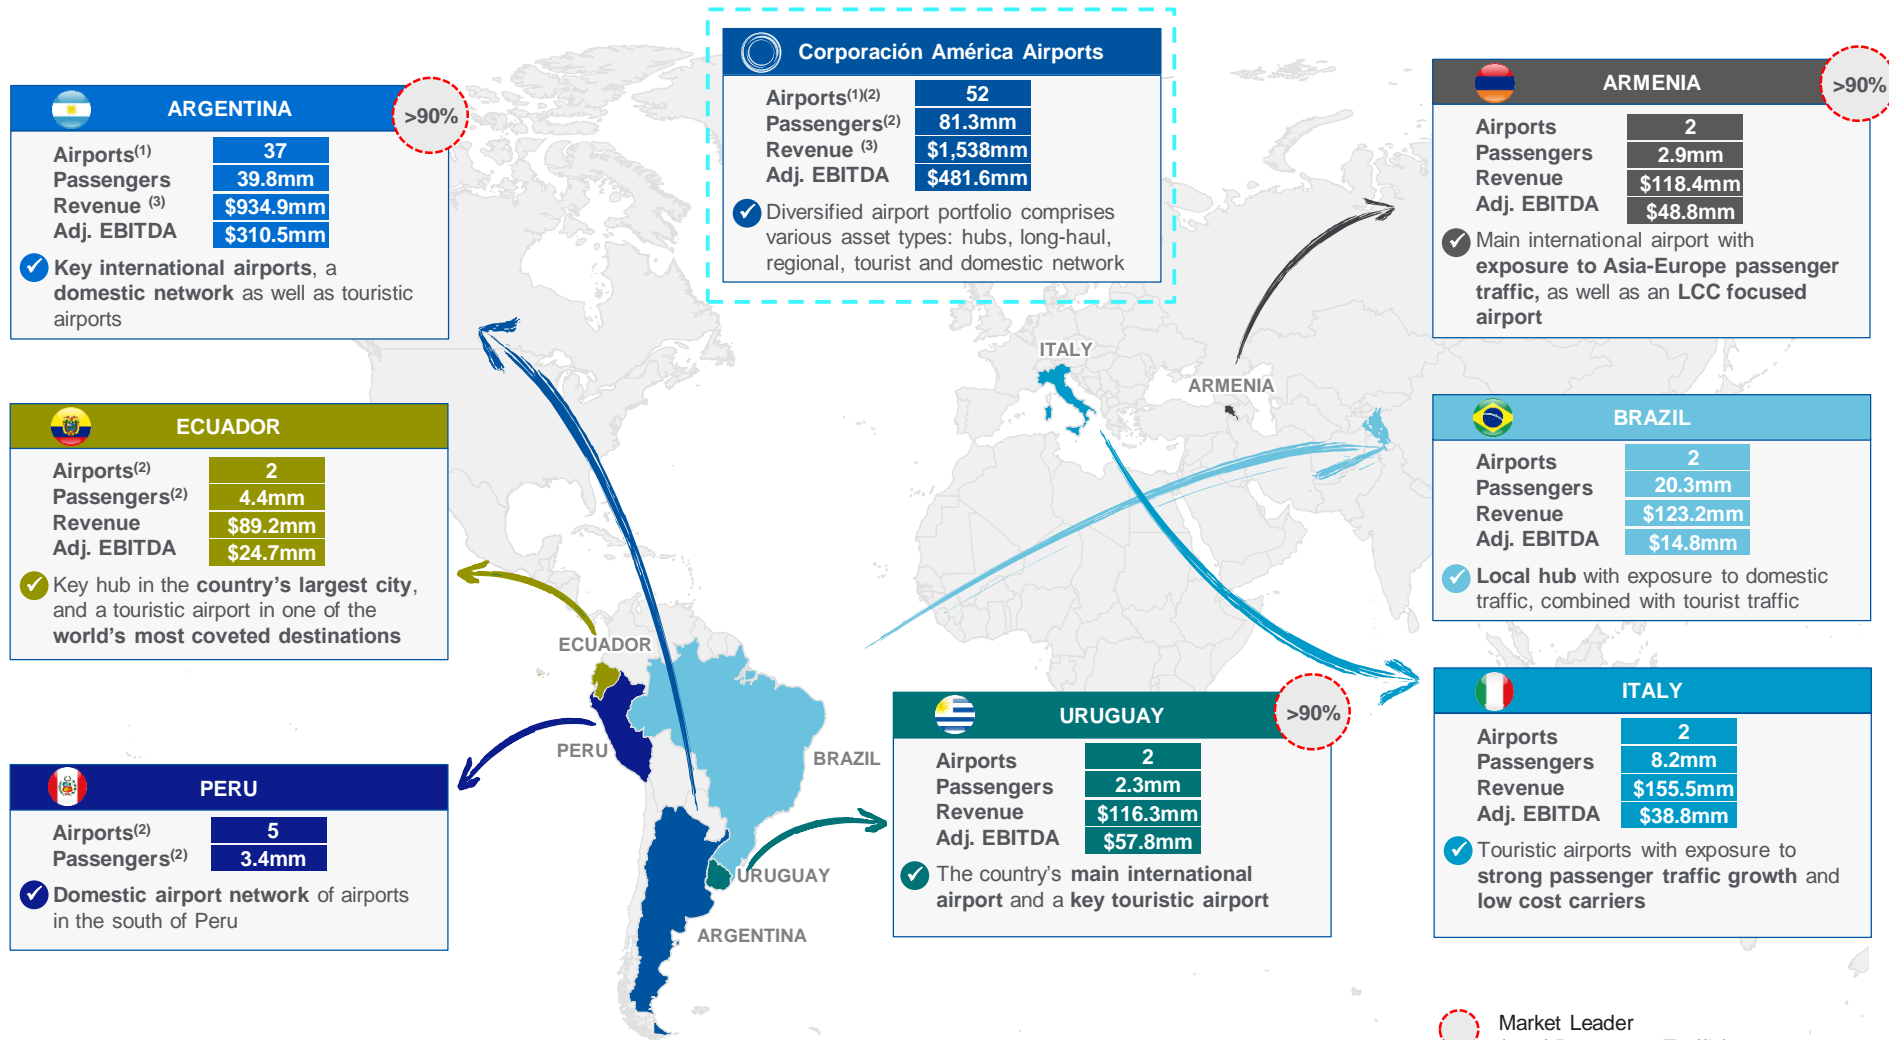 Corporación América Airports
Airports(1)(2) 52
Passengers(2) 81.3mm
Revenue (3) $1,538mm
Adj. EBITDA $481.6mm
Diversified airport portfolio comprises
various asset types: hubs, long-haul,
regional, tourist and domestic network
ARGENTINA
>90%
Airports(1) 37
Passengers 39.8mm
Revenue (3) $934.9mm
Adj. EBITDA $310.5mm
Key international airports, a
domestic network as well as touristic
airports
ARMENIA
>90%
Airports 2
Passengers 2.9mm
Revenue $118.4mm
Adj. EBITDA $48.8mm
Main international airport with
exposure to Asia-Europe passenger
traffic, as well as an LCC focused
airport
ITALY
ARMENIA
ECUADOR
Airports(2) 2
Passengers(2) 4.4mm
Revenue $89.2mm
Adj. EBITDA $24.7mm
Key hub in the country's largest city,
and a touristic airport in one of the
world's most coveted destinations
BRAZIL
Airports 2
Passengers 20.3mm
Revenue $123.2mm
Adj. EBITDA $14.8mm
Local hub with exposure to domestic
traffic, combined with tourist traffic
ECUADOR
PERU
BRAZIL
URUGUAY
ARGENTINA
PERU
Airports(2) 5
Passengers(2) 3.4mm
Domestic airport network of airports
in the south of Peru
URUGUAY
>90%
Airports 2
Passengers 2.3mm
Revenue $116.3mm
Adj. EBITDA $57.8mm
The country's main international
airport and a key touristic airport
ITALY
Airports 2
Passengers 8.2mm
Revenue $155.5mm
Adj. EBITDA $38.8mm
Touristic airports with exposure to
strong passenger traffic growth and
low cost carriers
Market Leader